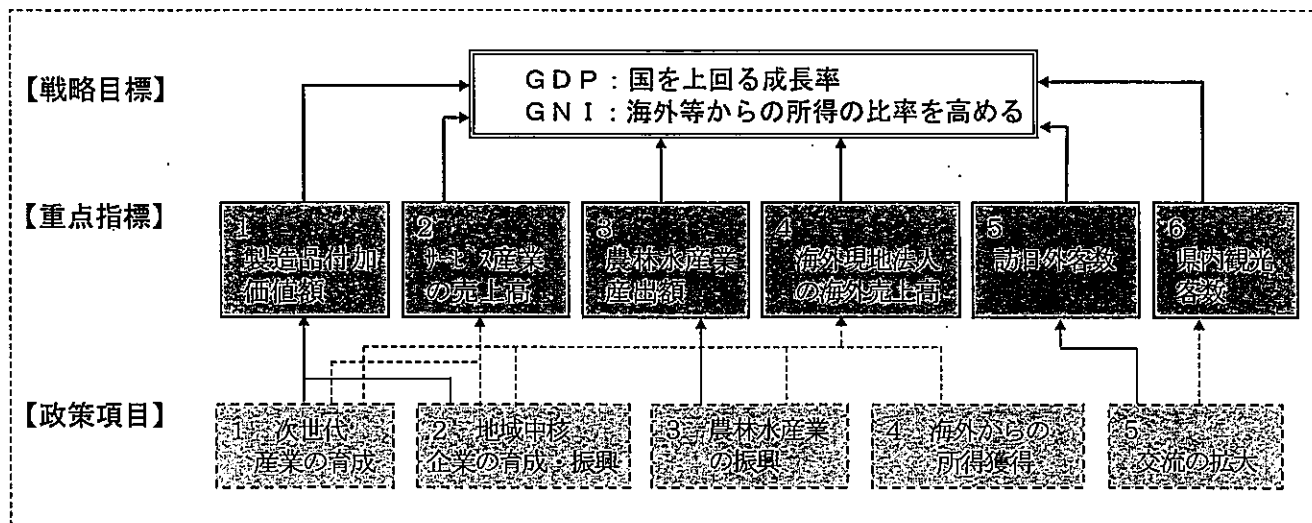 【戦略目標】
GDP：国を上回る成長率
GNI：海外等からの所得の比率を高める
【重点指標】
1
製造品付加
価値額
2
サービス産業
の売上高
3
農林水産業
産出額
4
海外現地法人
の海外売上高
5
訪日外客数
6
県内観光
客数
【政策項目】
1 次世代
産業の育成
2 地域中核
企業の育成・振興
3 農林水産業
の振興
4 海外からの
所得獲得
5
交流の拡大